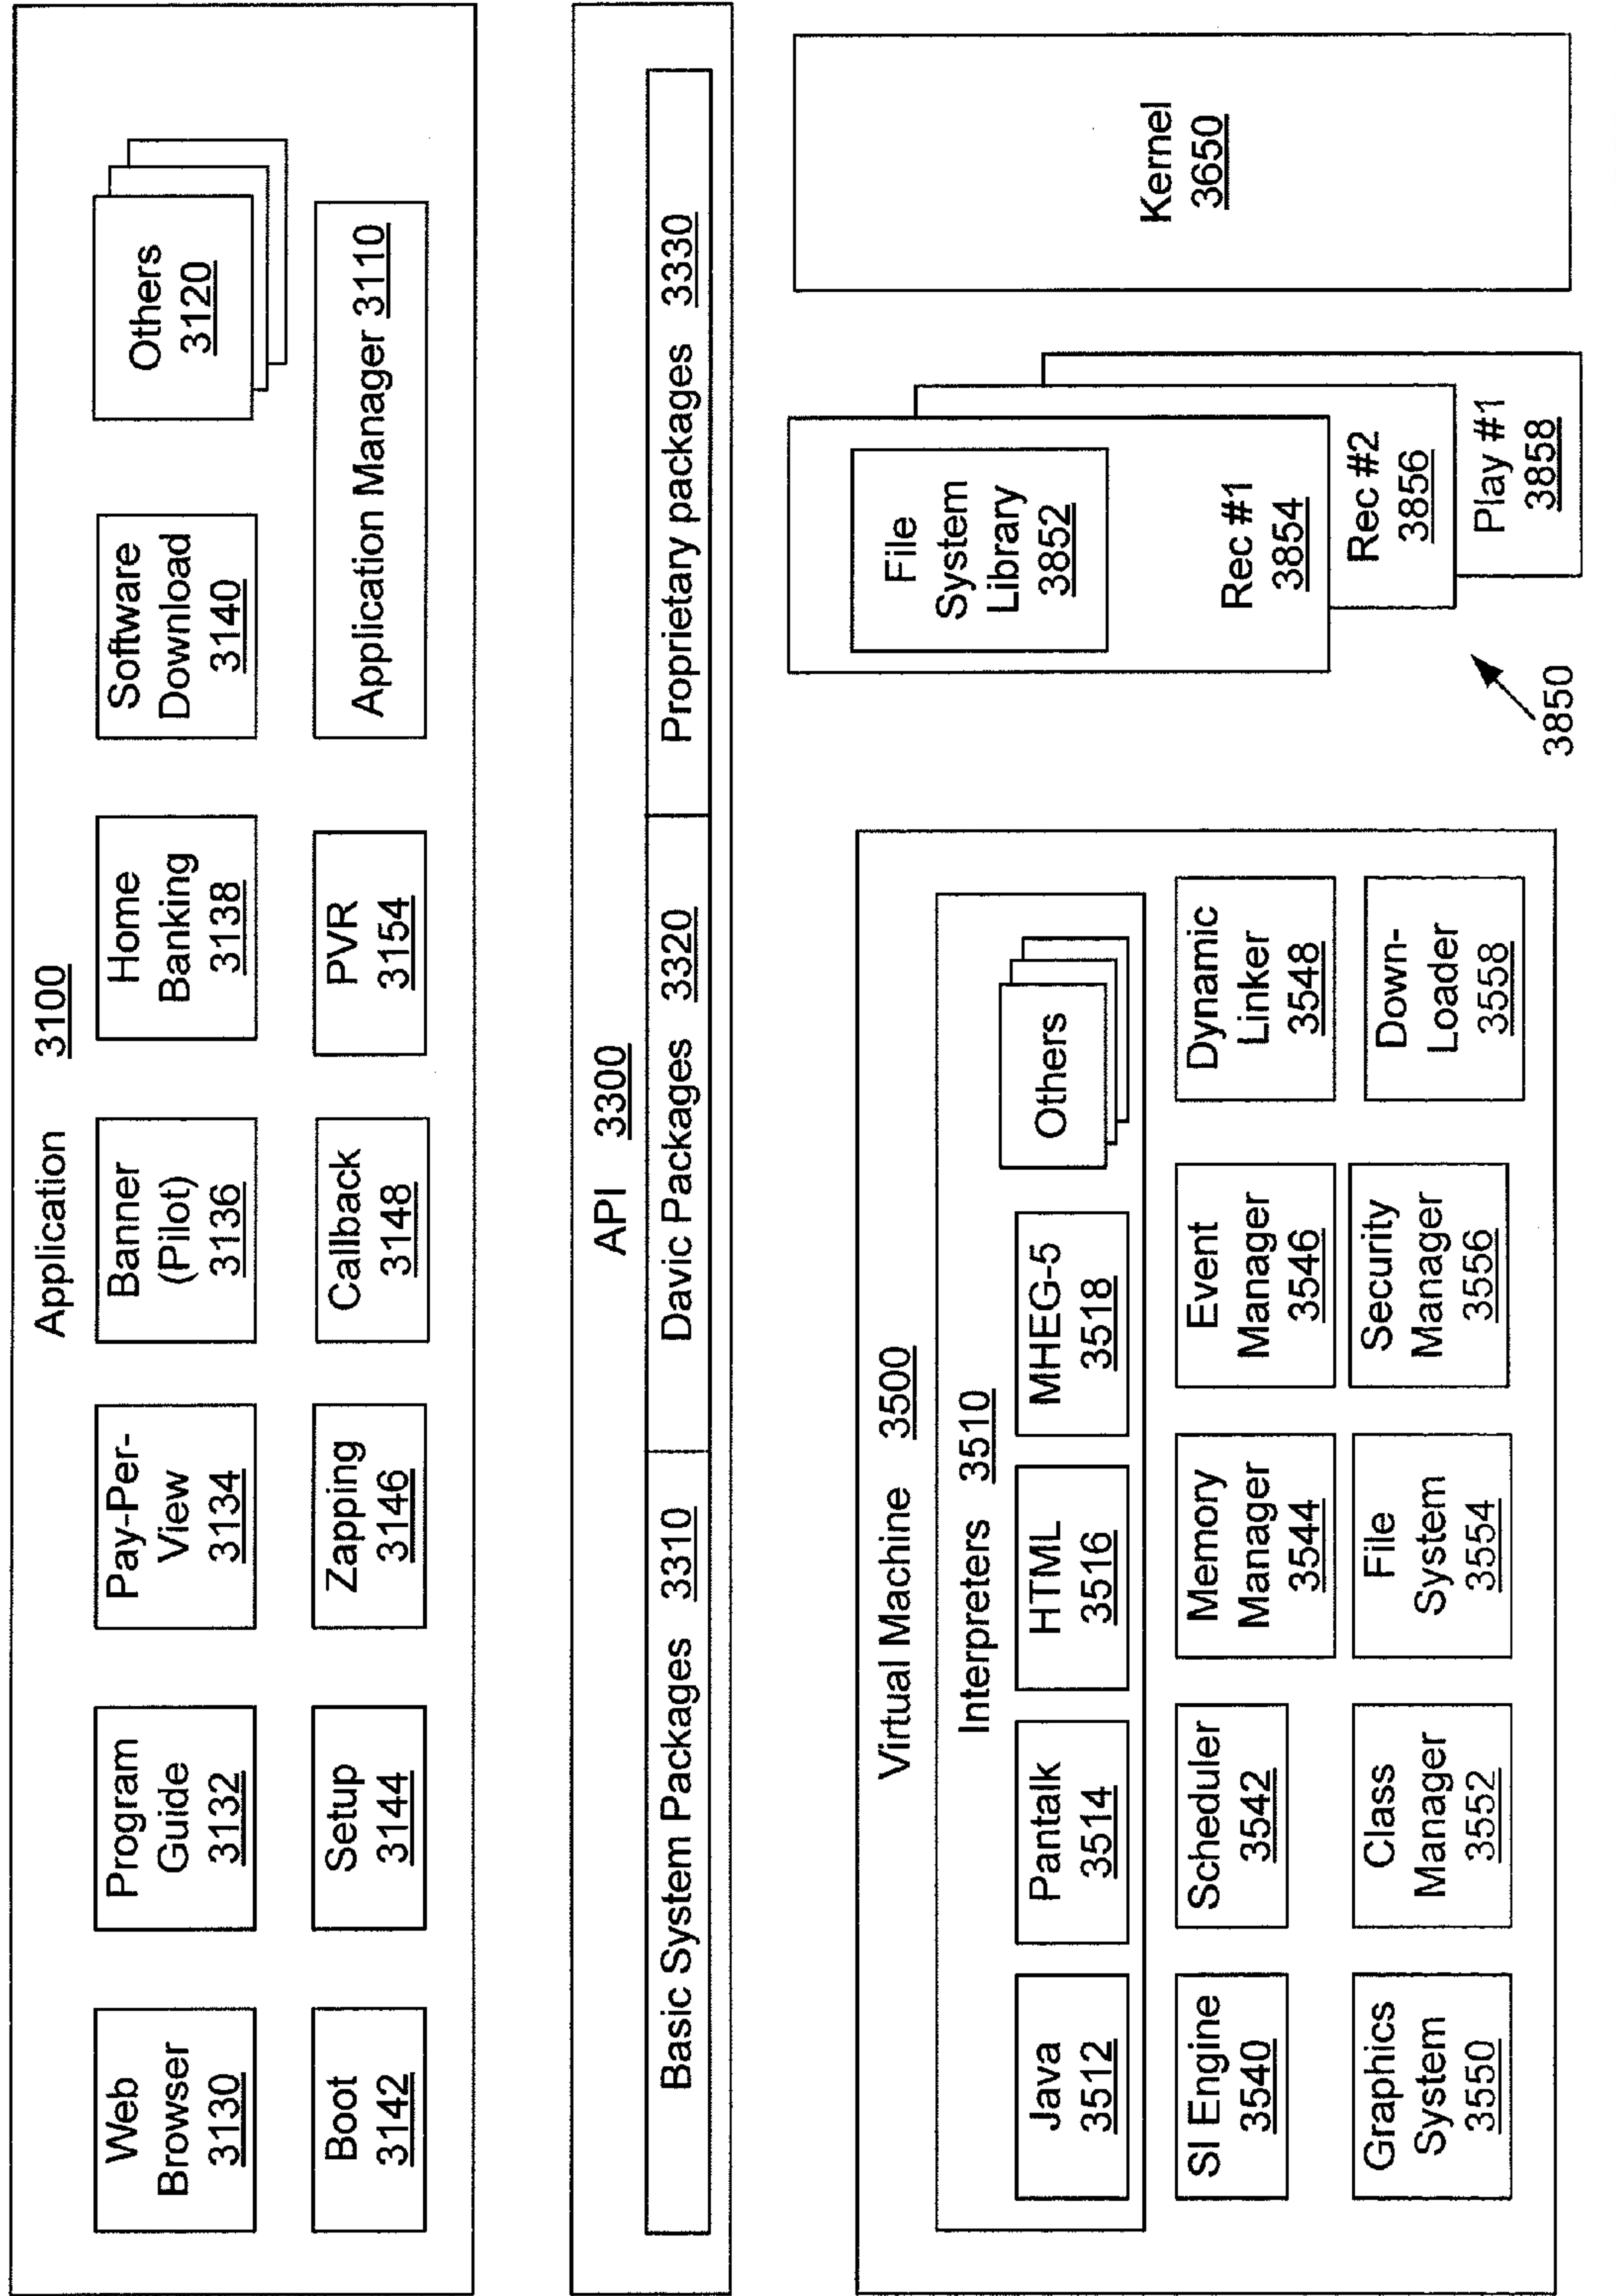 Application 3100
Web
Browser
3130
Program
Guide
3132
Pay-Per-
View
3134
Banner
(Pilot)
3136
Home
Banking
3138
Software
Download
3140
Others
3120
Boot
3142
Setup
3144
Zapping
3146
Callback
3148
PVR
3154
Application Manager 3110
API 3300
Basic System Packages 3310
Davic Packages 3320
Proprietary packages 3330
Virtual Machine 3500
Interpreters 3510
Java
3512
Pantalk
3514
HTML
3516
MHEG-5
3518
Others
SI Engine
3540
Scheduler
3542
Memory
Manager
3544
Event
Manager
3546
Dynamic
Linker
3548
Graphics
System
3550
Class
Manager
3552
File
System
3554
Security
Manager
3556
Down-
Loader
3558
File
System
Library
3852
Rec #1
3854
Rec #2
3856
Play #1
3858
3850
Kernel
3650